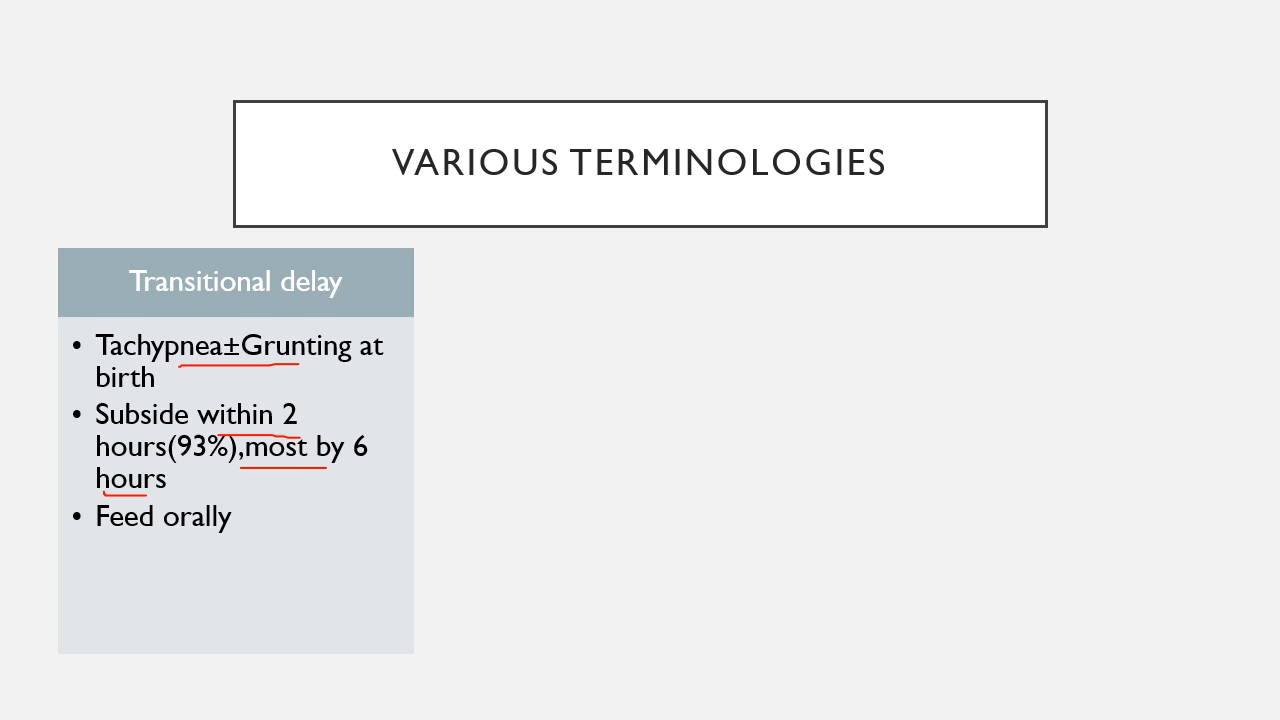 VARIOUS TERMINOLOGIES
Transitional delay
• Tachypnea±Grunting at
birth
• Subside within 2
hours(93%),most by 6
hours
• Feed orally